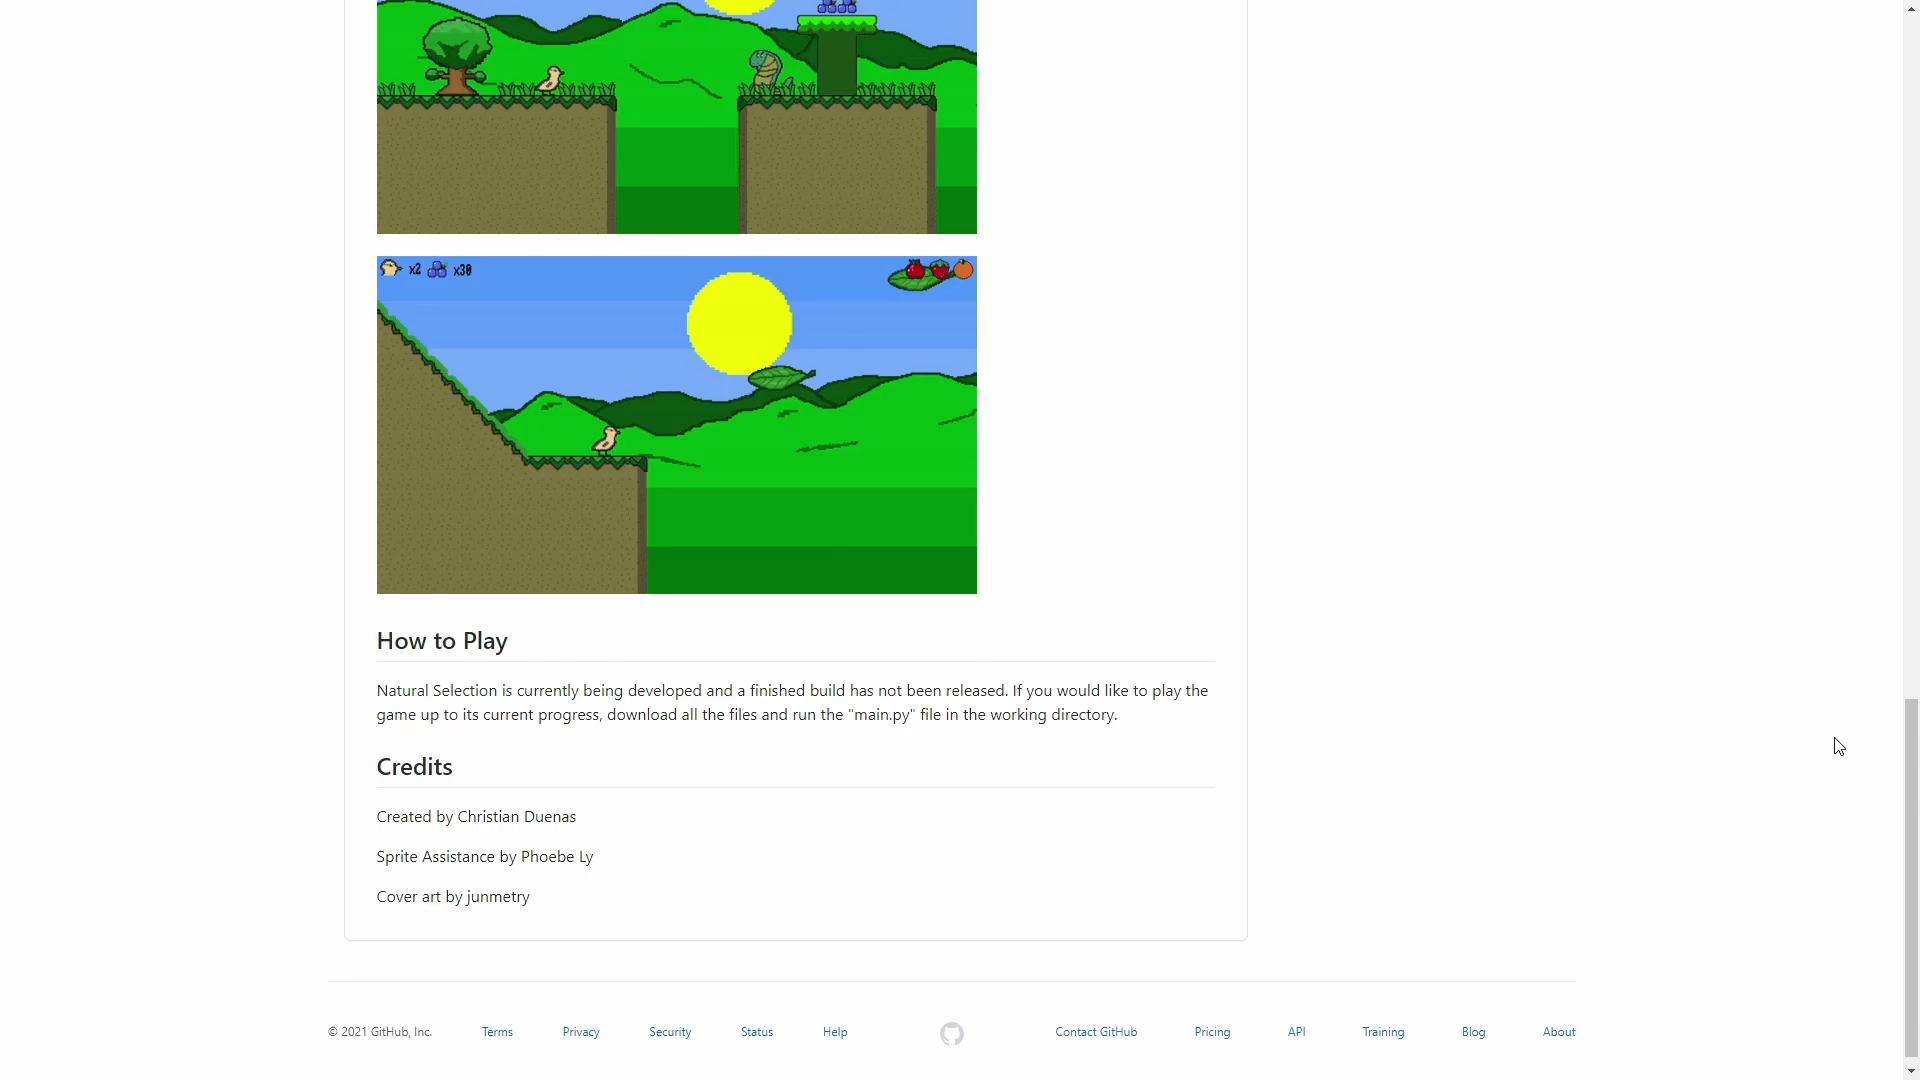 x2 x30
How to Play
Natural Selection is currently being developed and a finished build has not been released. If you would like to play the
game up to its current progress, download all the files and run the "main.py" file in the working directory.
Credits
Created by Christian Duenas
Sprite Assistance by Phoebe Ly
Cover art by junmetry
© 2021 GitHub, Inc. Terms Privacy Security Status Help Contact GitHub Pricing API Training Blog About